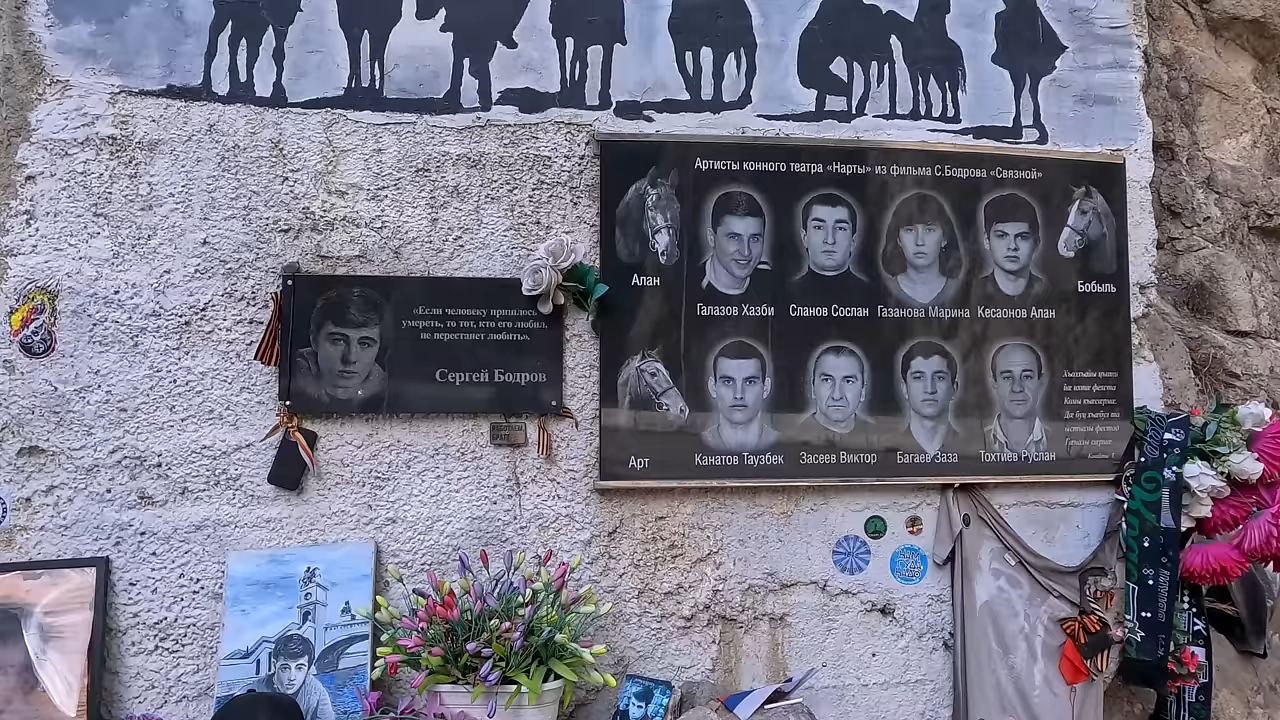 Артисты конного театра «Нарты» из фильма С.Бодрова «Связной»
Алан
Галазов Хазби
Сланов Сослан
Газанова Марина
Кесаонов Алан
Бобыль
Арт
Канатов Таузбек
Засеев Виктор
Багаев Заза
Тохтиев Руслан
«Если человеку пришлось
умереть, то тот, кто его любил,
не перестанет любить».
Сергей Бодров
РАБОТАЕМ,
БРАТ!